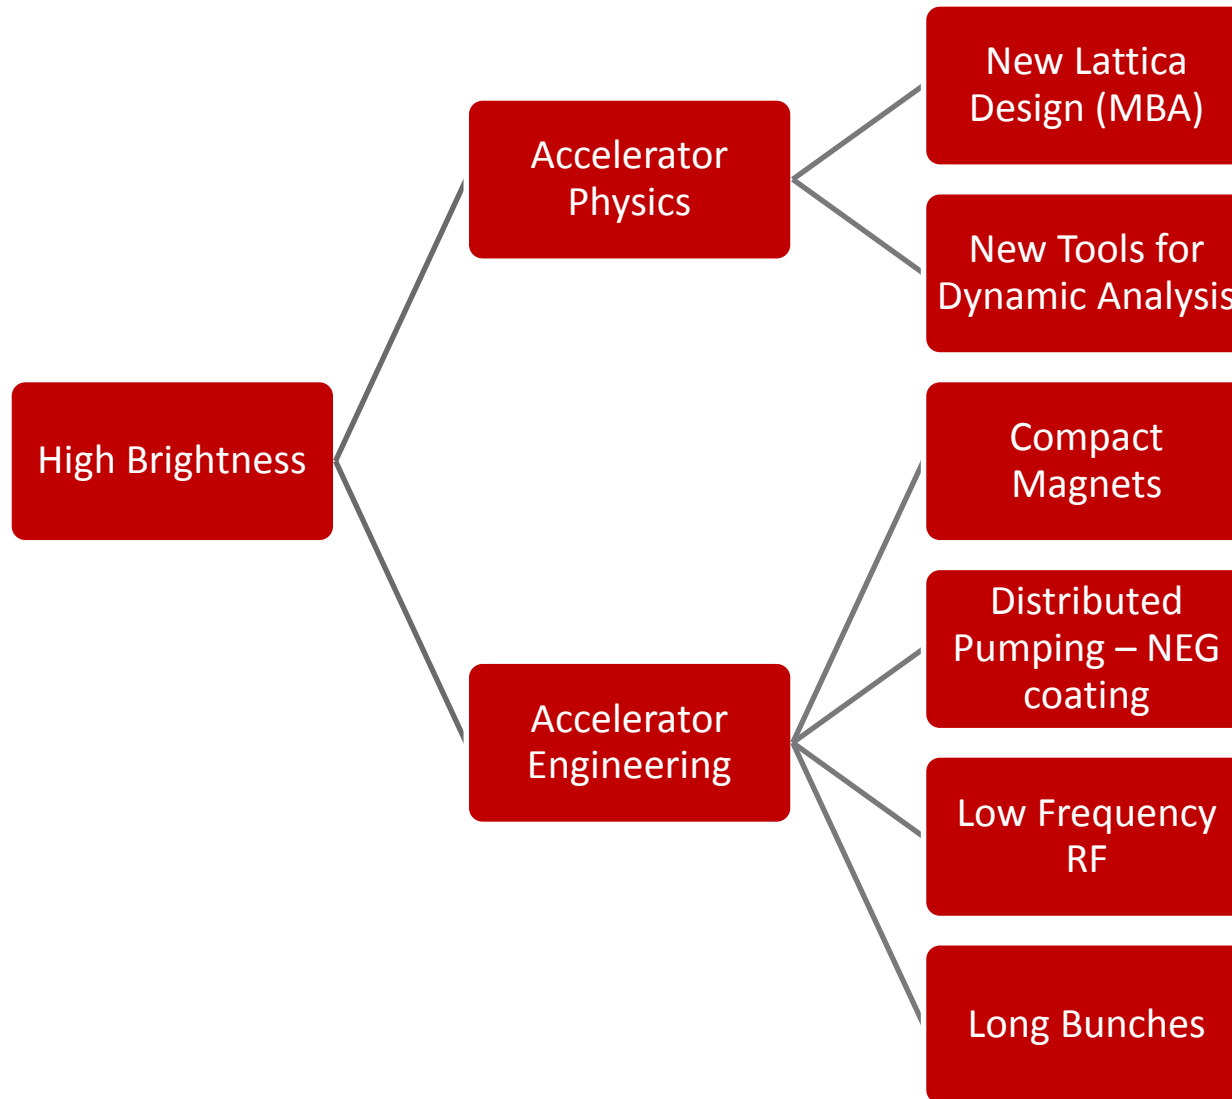 New Lattica
Design (MBA)
Accelerator
Physics
New Tools for
Dynamic Analysis
High Brightness
Compact
Magnets
Distributed
Pumping – NEG
coating
Accelerator
Engineering
Low Frequency
RF
Long Bunches